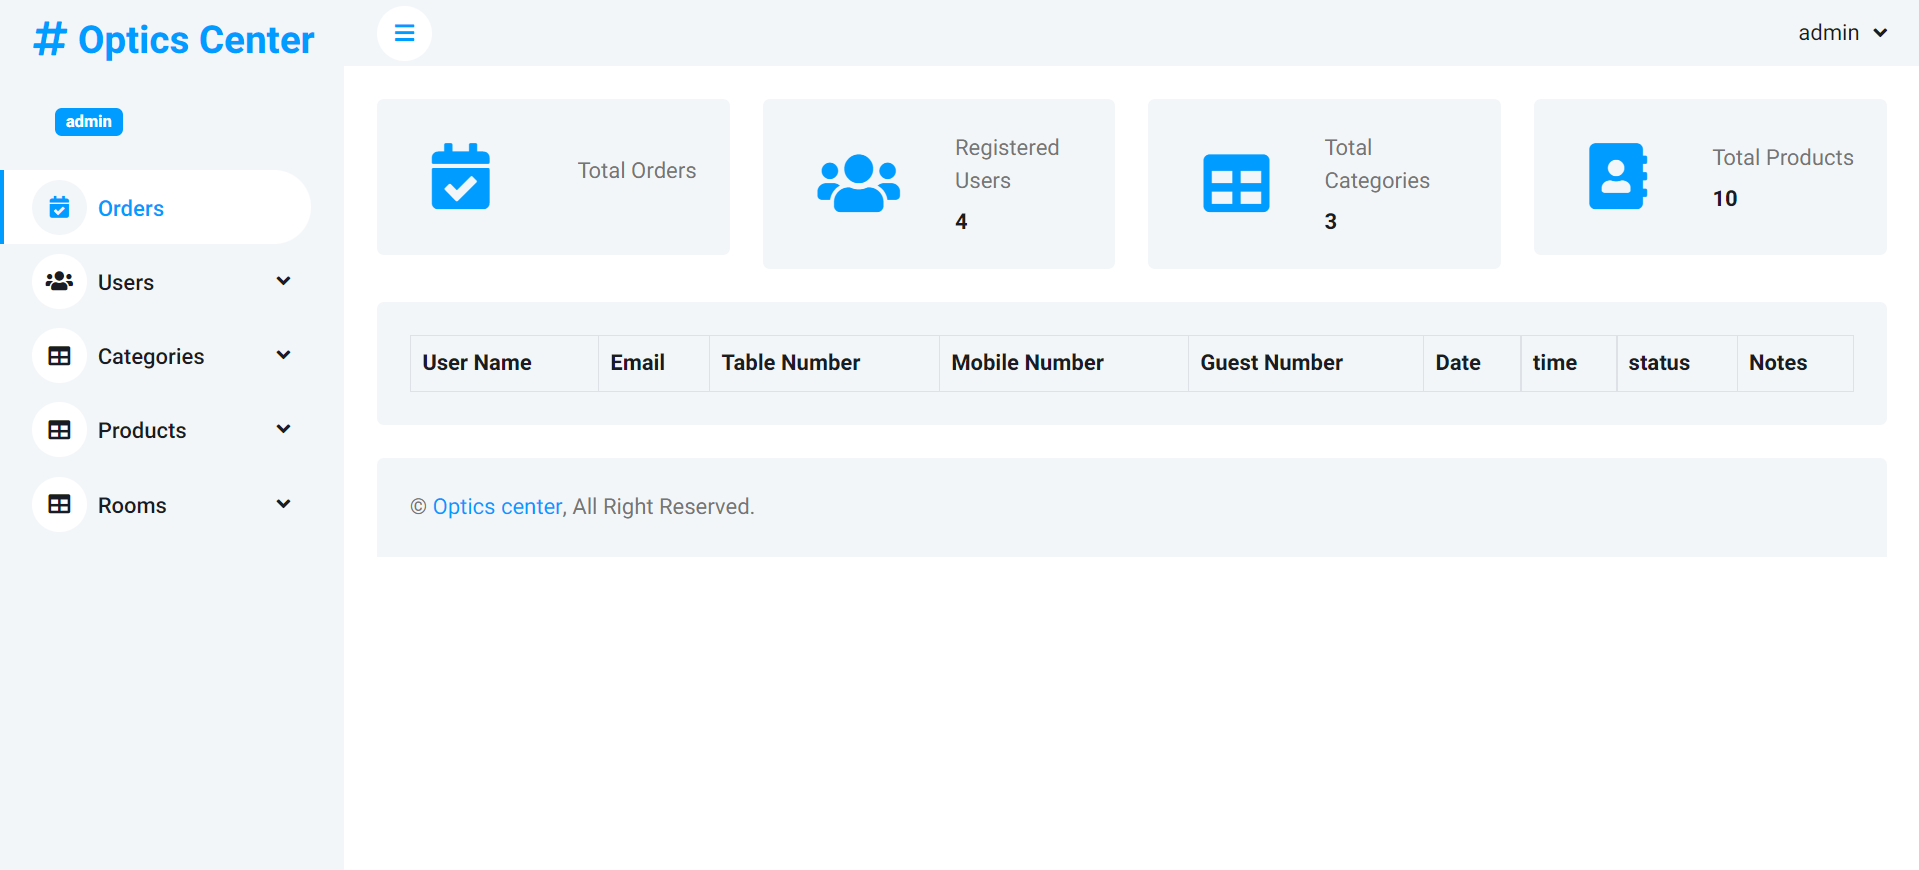 # Optics Center
admin
admin
Orders
Users
Categories
Products
Rooms
Total Orders
Registered
Users
4
Total
Categories
3
Total Products
10
User Name Email Table Number Mobile Number Guest Number Date time status Notes
© Optics center, All Right Reserved.